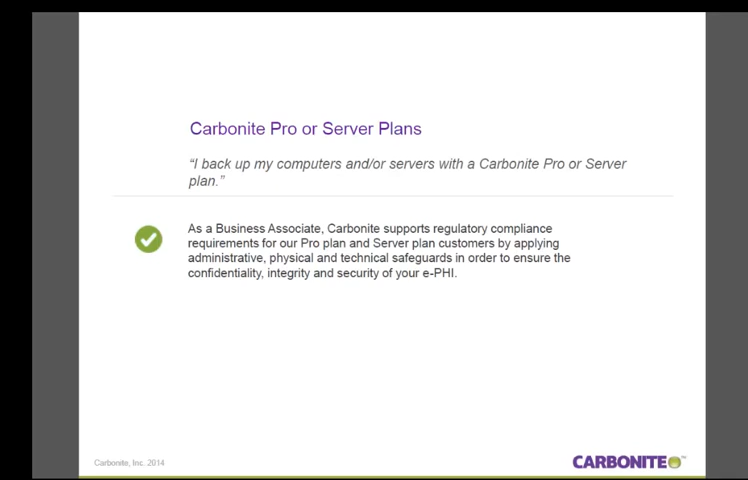 Carbonite Pro or Server Plans
“I back up my computers and/or servers with a Carbonite Pro or Server
plan.”
As a Business Associate, Carbonite supports regulatory compliance
requirements for our Pro plan and Server plan customers by applying
administrative, physical and technical safeguards in order to ensure the
confidentiality, integrity and security of your e-PHI.
Carbonite, Inc. 2014
CARBONITE